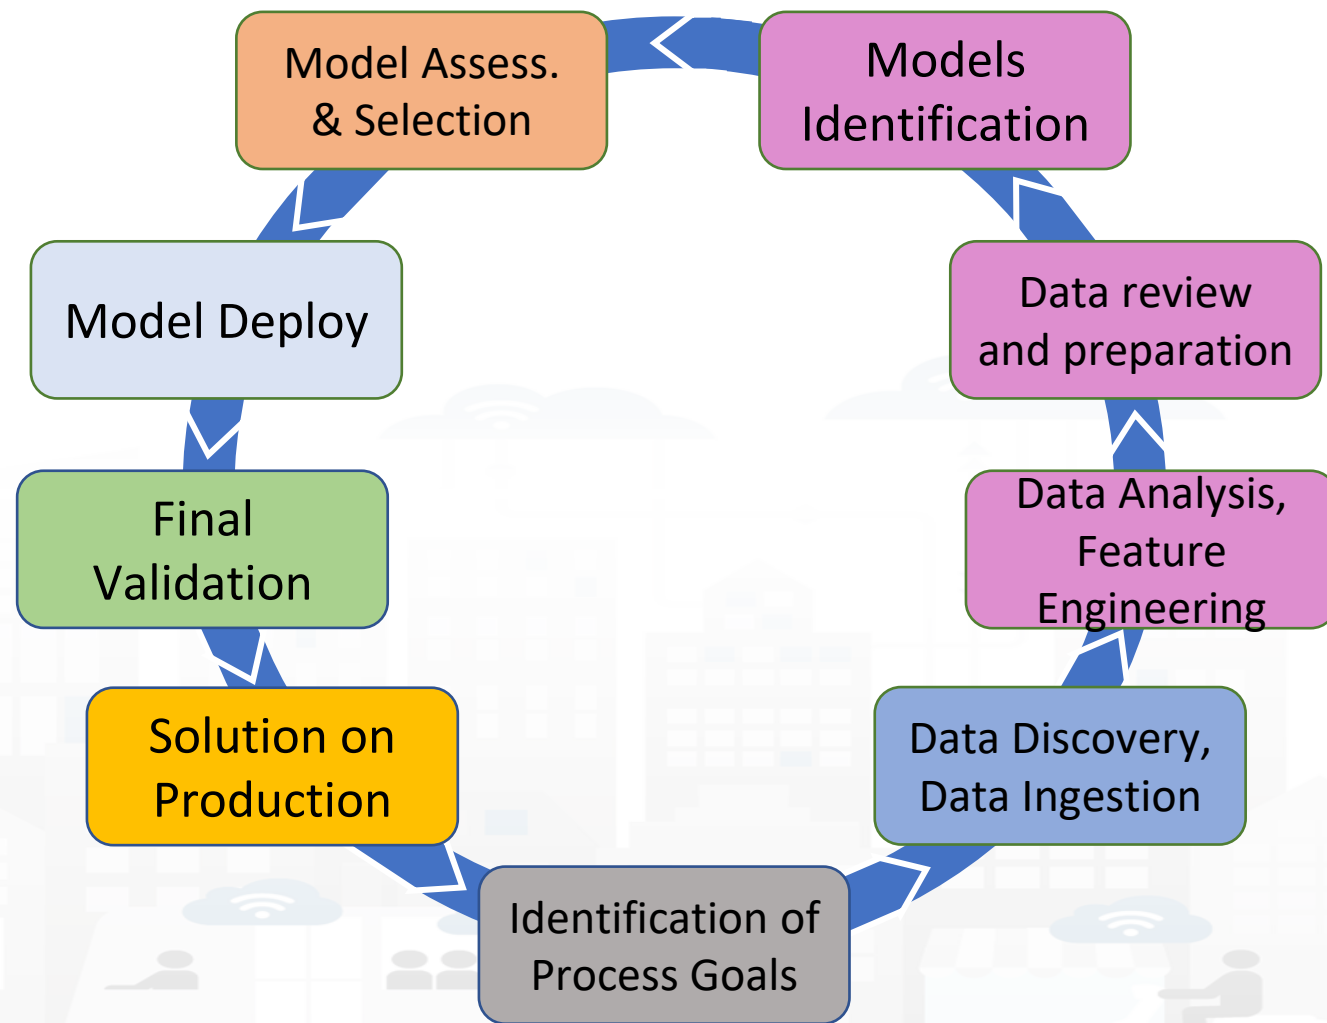 Model Assess.
& Selection
Models
Identification
Model Deploy
Data review
and preparation
Final
Validation
Data Analysis,
Feature
Engineering
Solution on
Production
Data Discovery,
Data Ingestion
Identification of
Process Goals